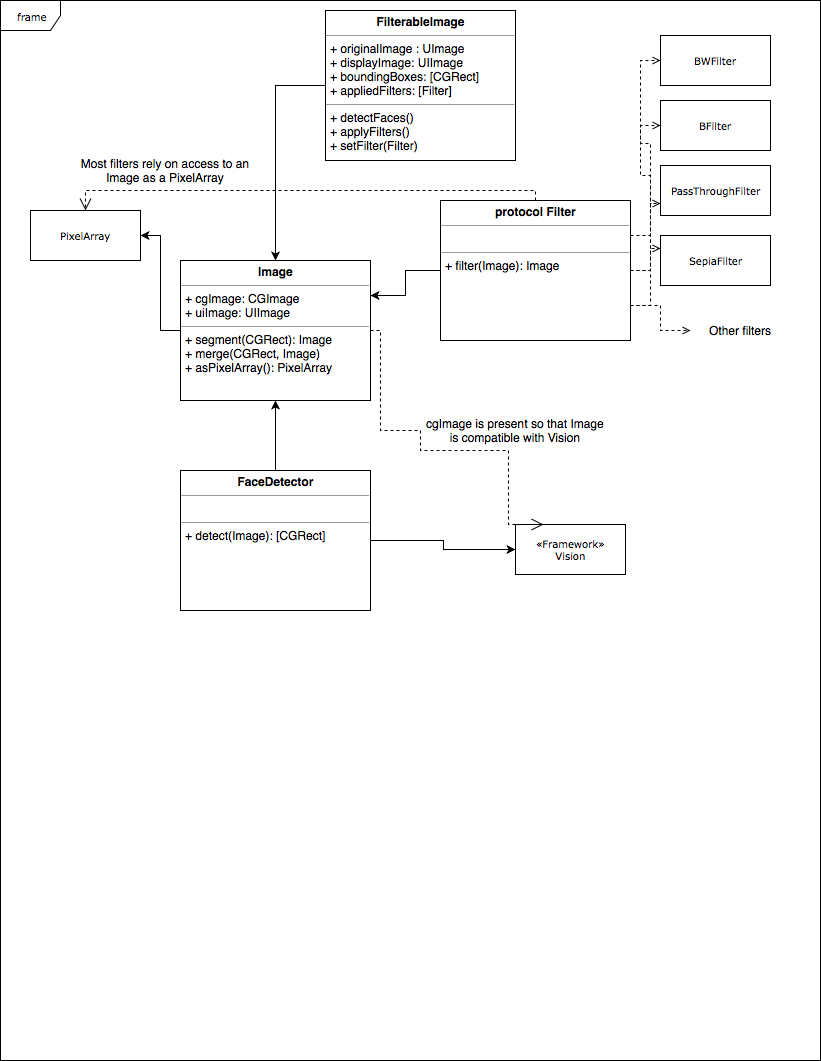 frame
FilterableImage
+ originalImage : UImage
+ displayImage: UIImage
+ boundingBoxes: [CGRect]
+ appliedFilters: [Filter]
+ detectFaces()
+ applyFilters()
+ setFilter(Filter)
BWFilter
BFilter
PassThroughFilter
SepiaFilter
Other filters
Most filters rely on access to an
Image as a PixelArray
PixelArray
protocol Filter
+ filter(Image): Image
Image
+ cgImage: CGImage
+ uiImage: UIImage
+ segment(CGRect): Image
+ merge(CGRect, Image)
+ asPixelArray(): PixelArray
cgImage is present so that Image
is compatible with Vision
FaceDetector
+ detect(Image): [CGRect]
«Framework»
Vision